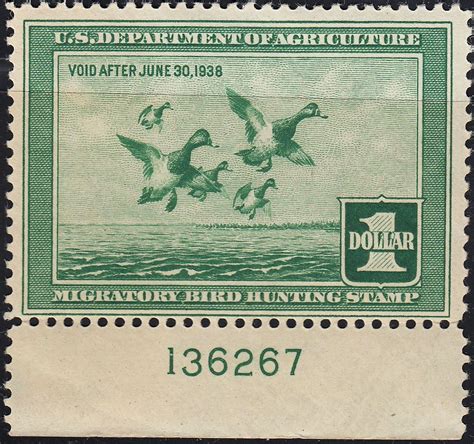 U.S. DEPARTMENT OF AGRICULTURE
VOID AFTER JUNE 30, 1938
1
DOLLAR
MIGRATORY BIRD HUNTING STAMP
136267